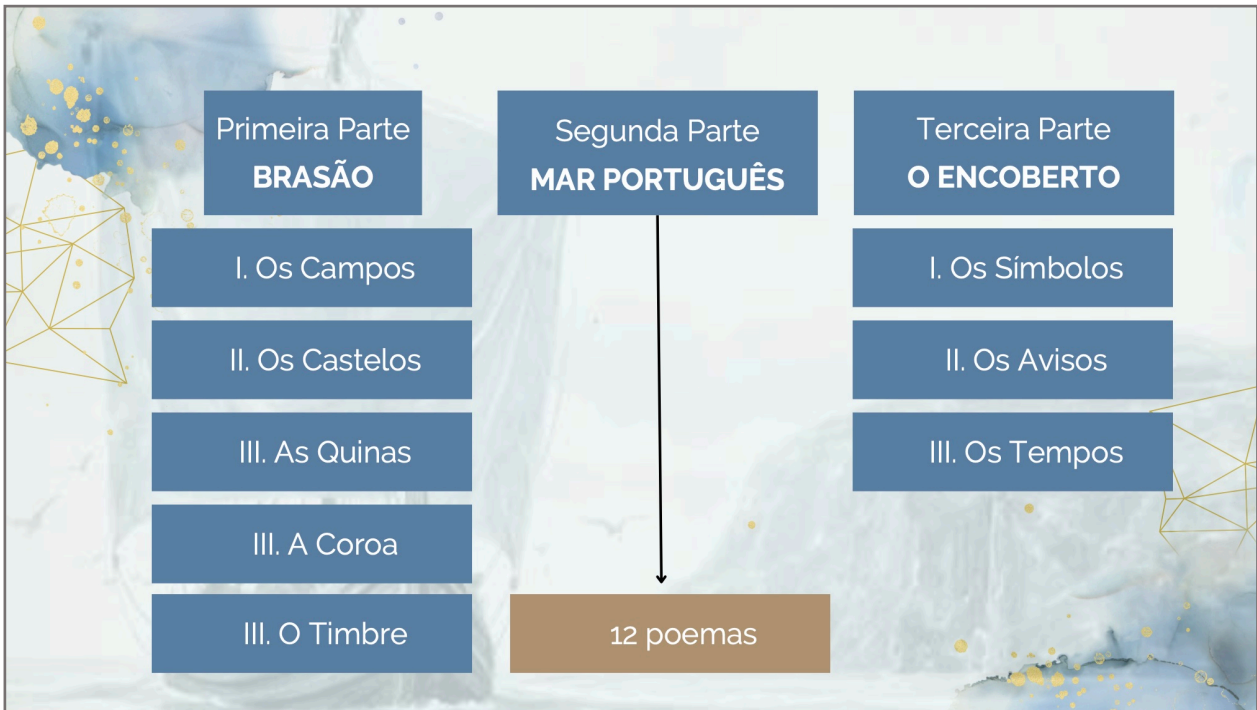 Primeira Parte
BRASÃO
I. Os Campos
II. Os Castelos
III. As Quinas
III. A Coroa
III. O Timbre
Segunda Parte
MAR PORTUGUÊS
12 poemas
Terceira Parte
O ENCOBERTO
I. Os Símbolos
II. Os Avisos
III. Os Tempos